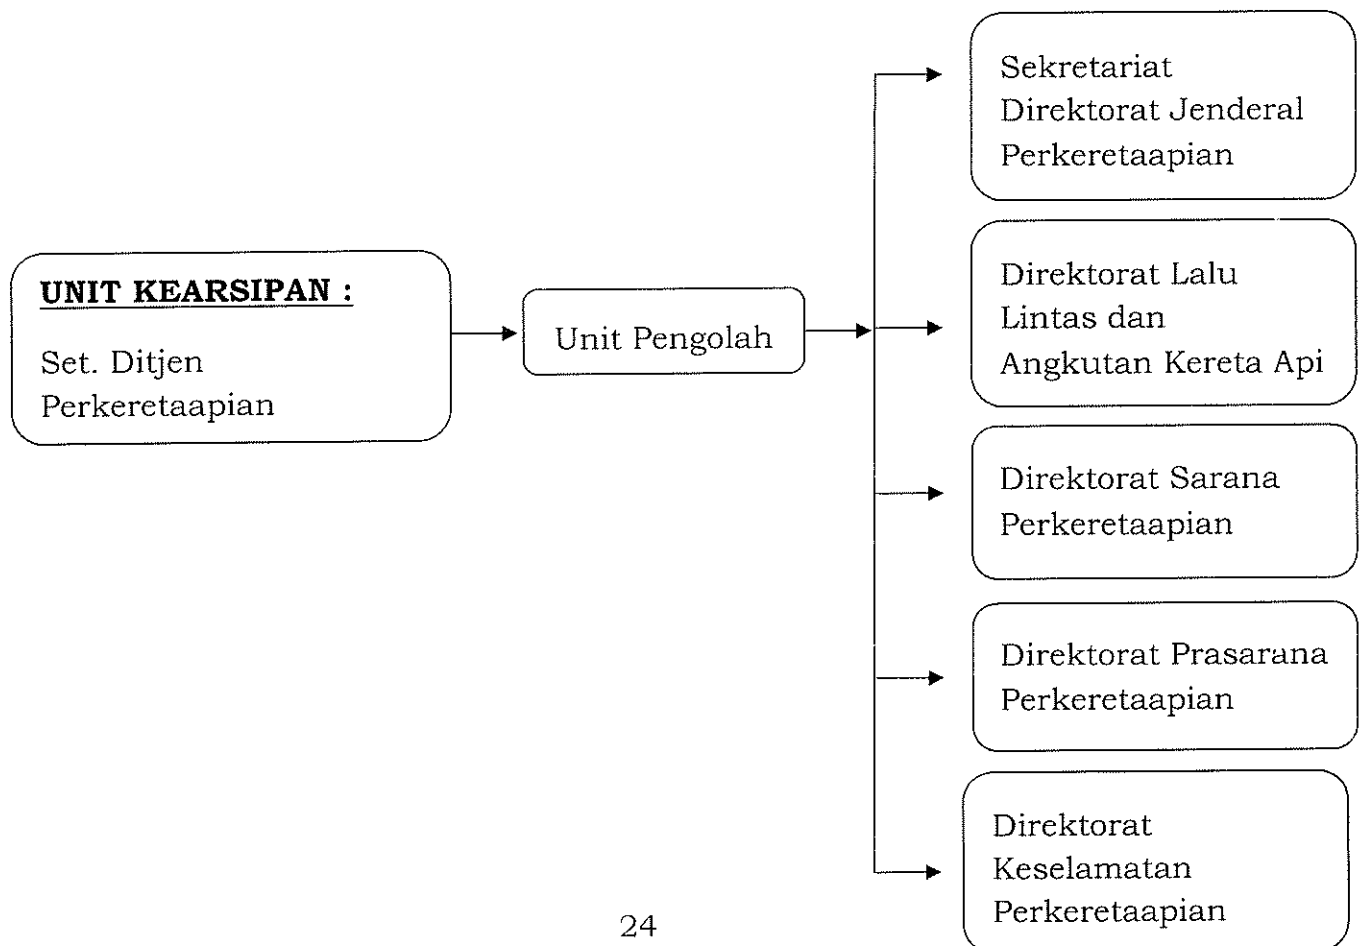 UNIT KEARSIPAN :
Set. Ditjen
Perkeretaapian
Unit Pengolah
Sekretariat
Direktorat Jenderal
Perkeretaapian
Direktorat Lalu
Lintas dan
Angkutan Kereta Api
Direktorat Sarana
Perkeretaapian
Direktorat Prasarana
Perkeretaapian
Direktorat
Keselamatan
Perkeretaapian
24